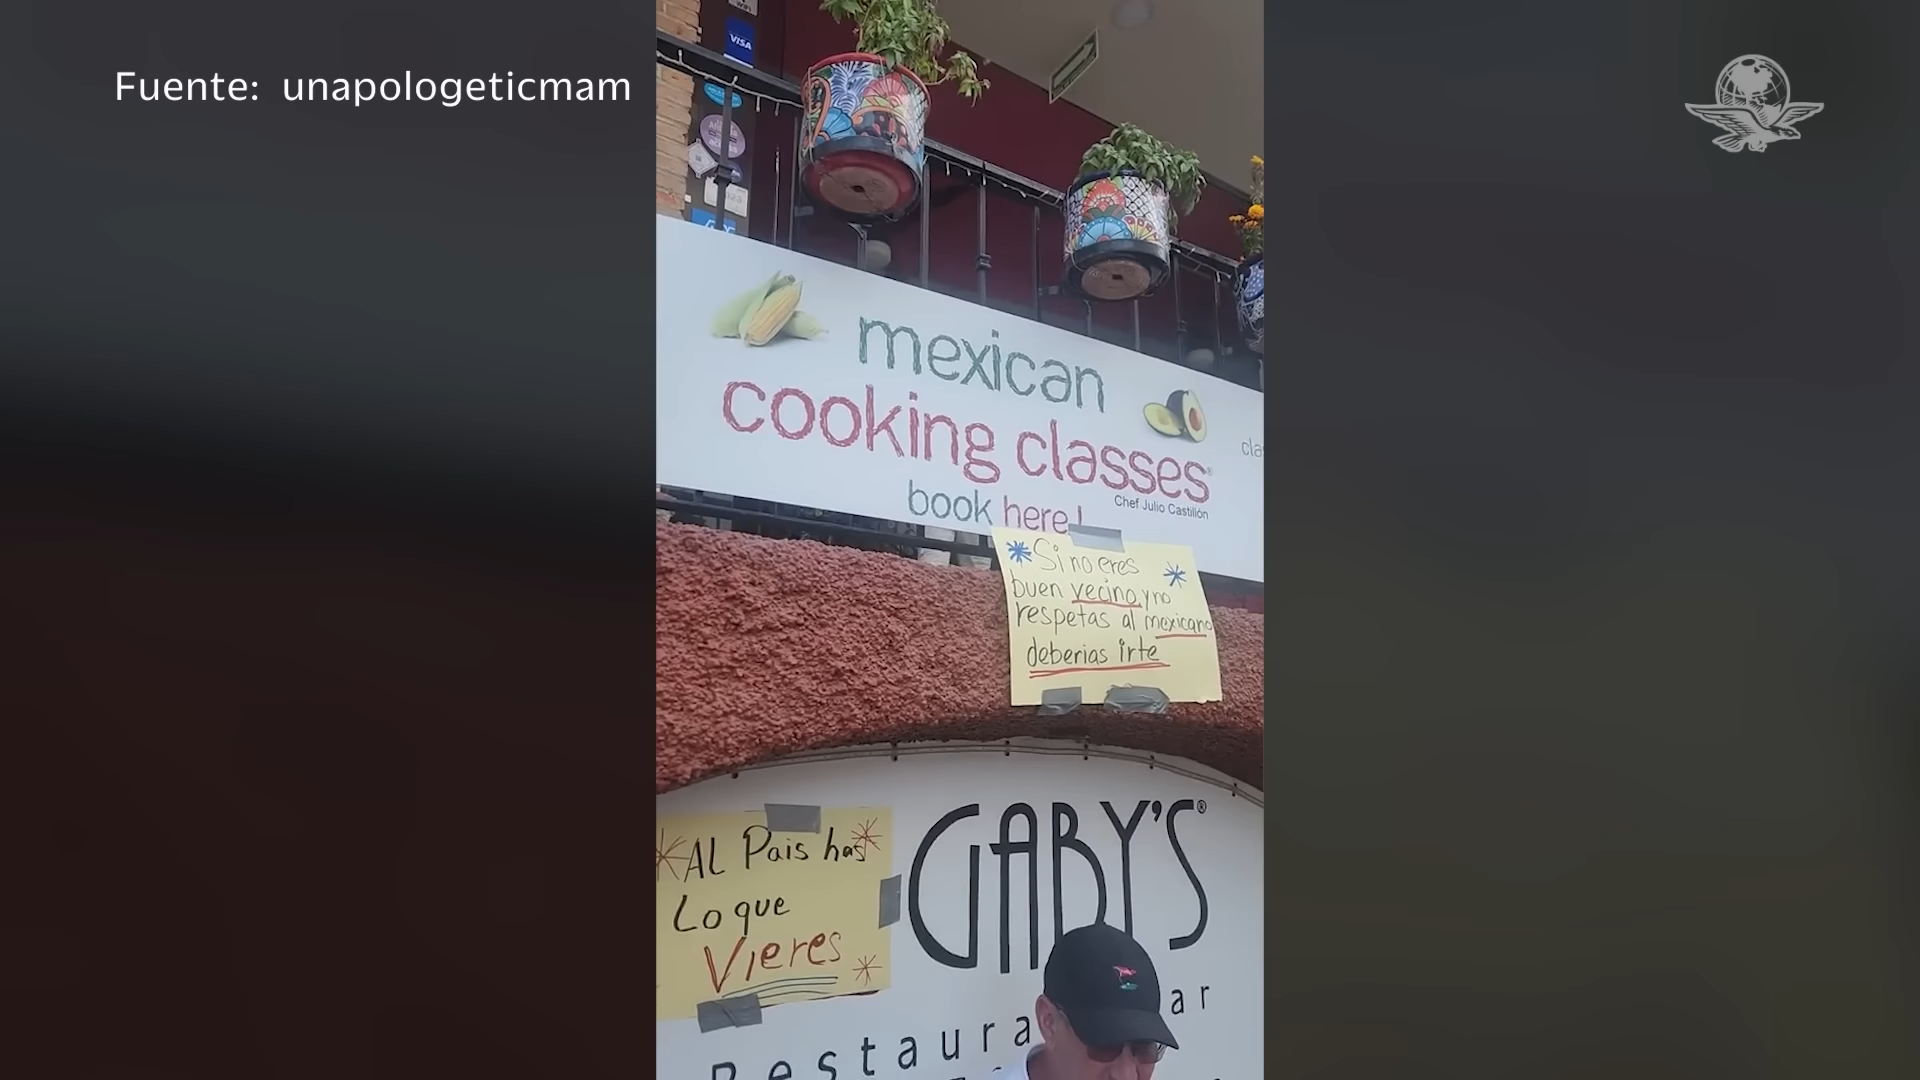 Fuente: unapologeticmam
VISA
mexican
cooking classes®
book here!
Chef Julio Castillón
Si no eres
buen vecino y no
respetas al mexicano
deberias irte
AL Pais has
Lo que
Vieres
GABY'S®